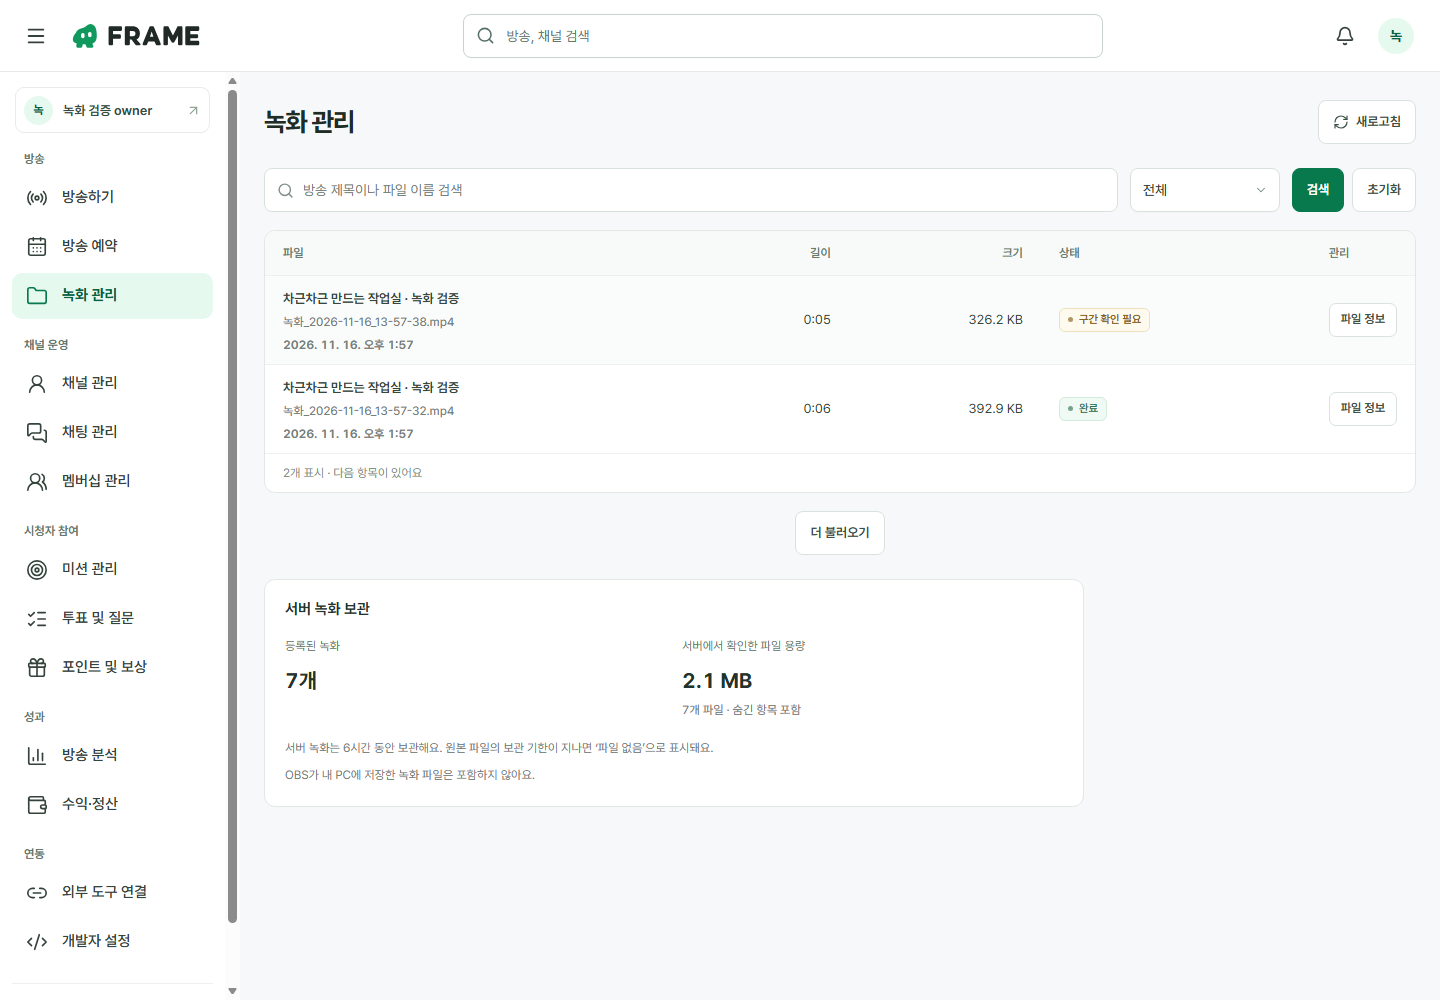 FRAME
방송, 채널 검색
녹
녹 녹화 검증 owner
방송
방송하기
방송 예약
녹화 관리
채널 운영
채널 관리
채팅 관리
멤버십 관리
시청자 참여
미션 관리
투표 및 질문
포인트 및 보상
성과
방송 분석
수익·정산
연동
외부 도구 연결
개발자 설정
녹화 관리
새로고침
방송 제목이나 파일 이름 검색
전체
검색
초기화
파일 길이 크기 상태 관리
차근차근 만드는 작업실 · 녹화 검증
녹화_2026-11-16_13-57-38.mp4
2026. 11. 16. 오후 1:57
0:05
326.2 KB
구간 확인 필요
파일 정보
차근차근 만드는 작업실 · 녹화 검증
녹화_2026-11-16_13-57-32.mp4
2026. 11. 16. 오후 1:57
0:06
392.9 KB
완료
파일 정보
2개 표시 · 다음 항목이 있어요
더 불러오기
서버 녹화 보관
등록된 녹화
7개
서버에서 확인한 파일 용량
2.1 MB
7개 파일 · 숨긴 항목 포함
서버 녹화는 6시간 동안 보관해요. 원본 파일의 보관 기한이 지나면 ‘파일 없음’으로 표시돼요.
OBS가 내 PC에 저장한 녹화 파일은 포함하지 않아요.